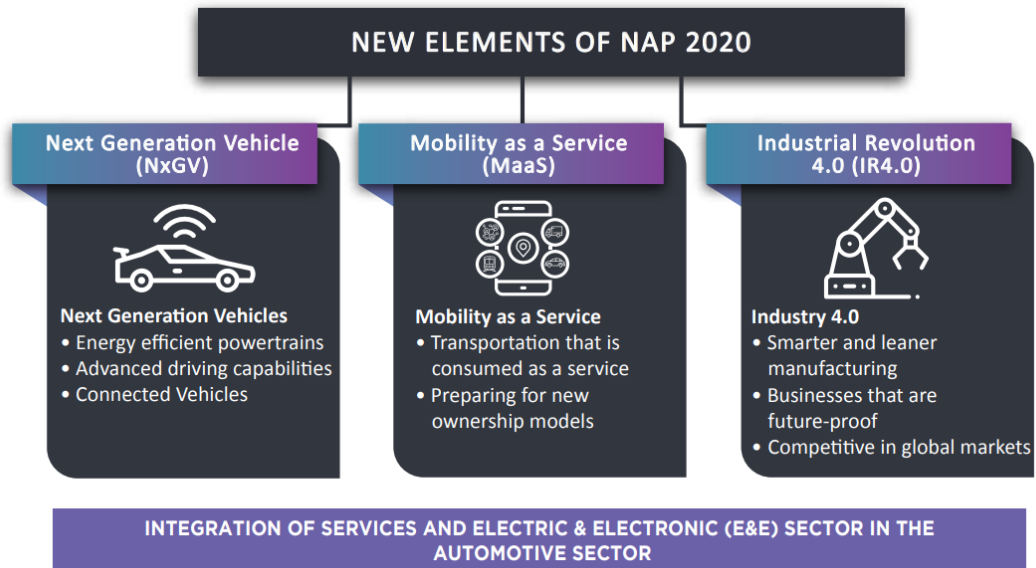 NEW ELEMENTS OF NAP 2020
Next Generation Vehicle
(NxGV)
Next Generation Vehicles
• Energy efficient powertrains
• Advanced driving capabilities
• Connected Vehicles
Mobility as a Service
(MaaS)
Mobility as a Service
• Transportation that is
consumed as a service
• Preparing for new
ownership models
Industrial Revolution
4.0 (IR4.0)
Industry 4.0
• Smarter and leaner
manufacturing
• Businesses that are
future-proof
• Competitive in global markets
INTEGRATION OF SERVICES AND ELECTRIC & ELECTRONIC (E&E) SECTOR IN THE
AUTOMOTIVE SECTOR